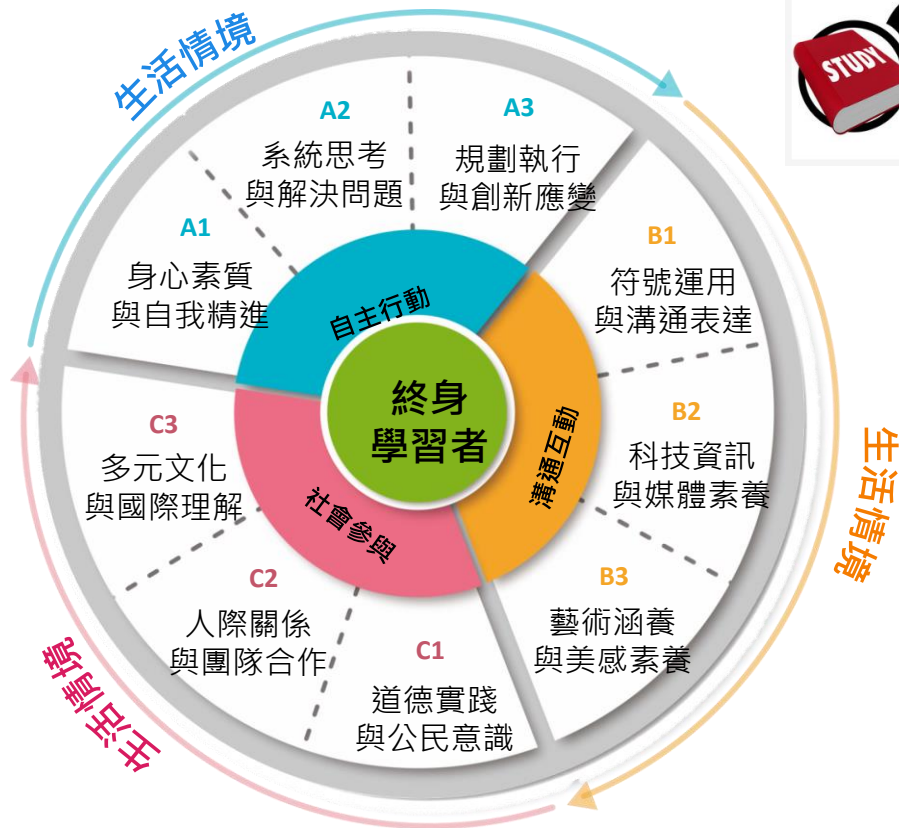 生活情境
STUDY
A1
身心素質
與自我精進
A2
系統思考
與解決問題
A3
規劃執行
與創新應變
自主行動
B1
符號運用
與溝通表達
B2
科技資訊
與媒體素養
B3
藝術涵養
與美感素養
溝通互動
生活情境
C1
道德實踐
與公民意識
C2
人際關係
與團隊合作
C3
多元文化
與國際理解
社會參與
生活情境
終身
學習者